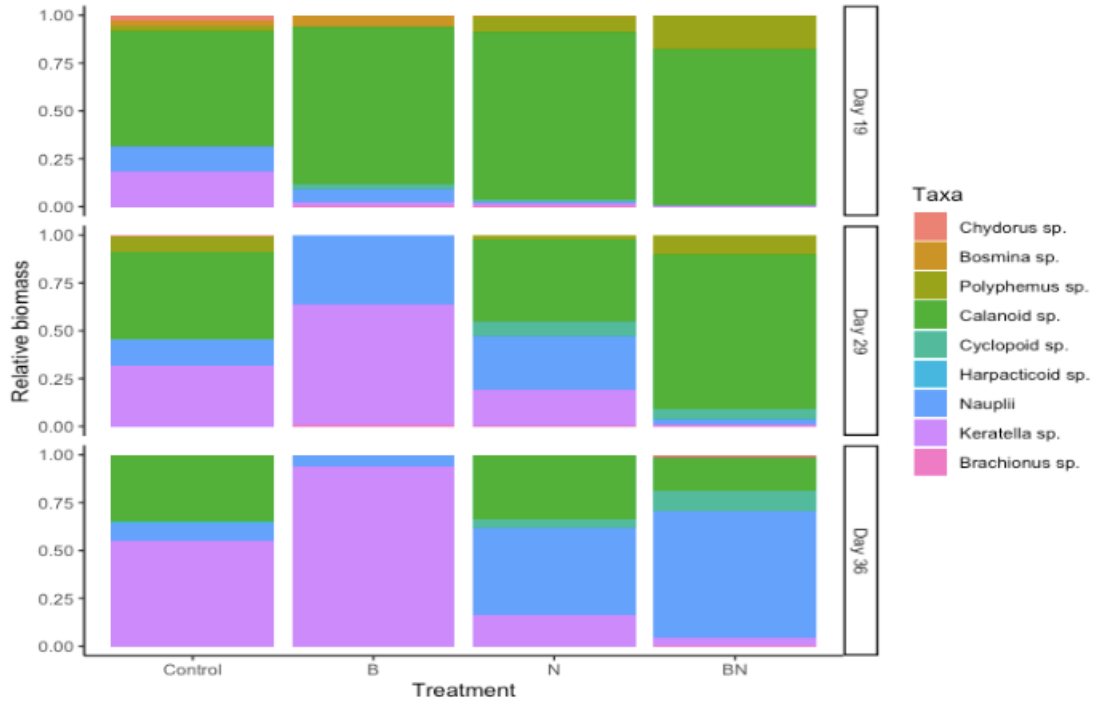 1.00
0.75
0.50
0.25
0.00
Day 19
1.00
0.75
0.50
0.25
0.00
Day 29
1.00
0.75
0.50
0.25
0.00
Day 36
Relative biomass
Control B N BN
Treatment
Taxa
Chydorus sp.
Bosmina sp.
Polyphemus sp.
Calanoid sp.
Cyclopoid sp.
Harpacticoid sp.
Nauplii
Keratella sp.
Brachionus sp.